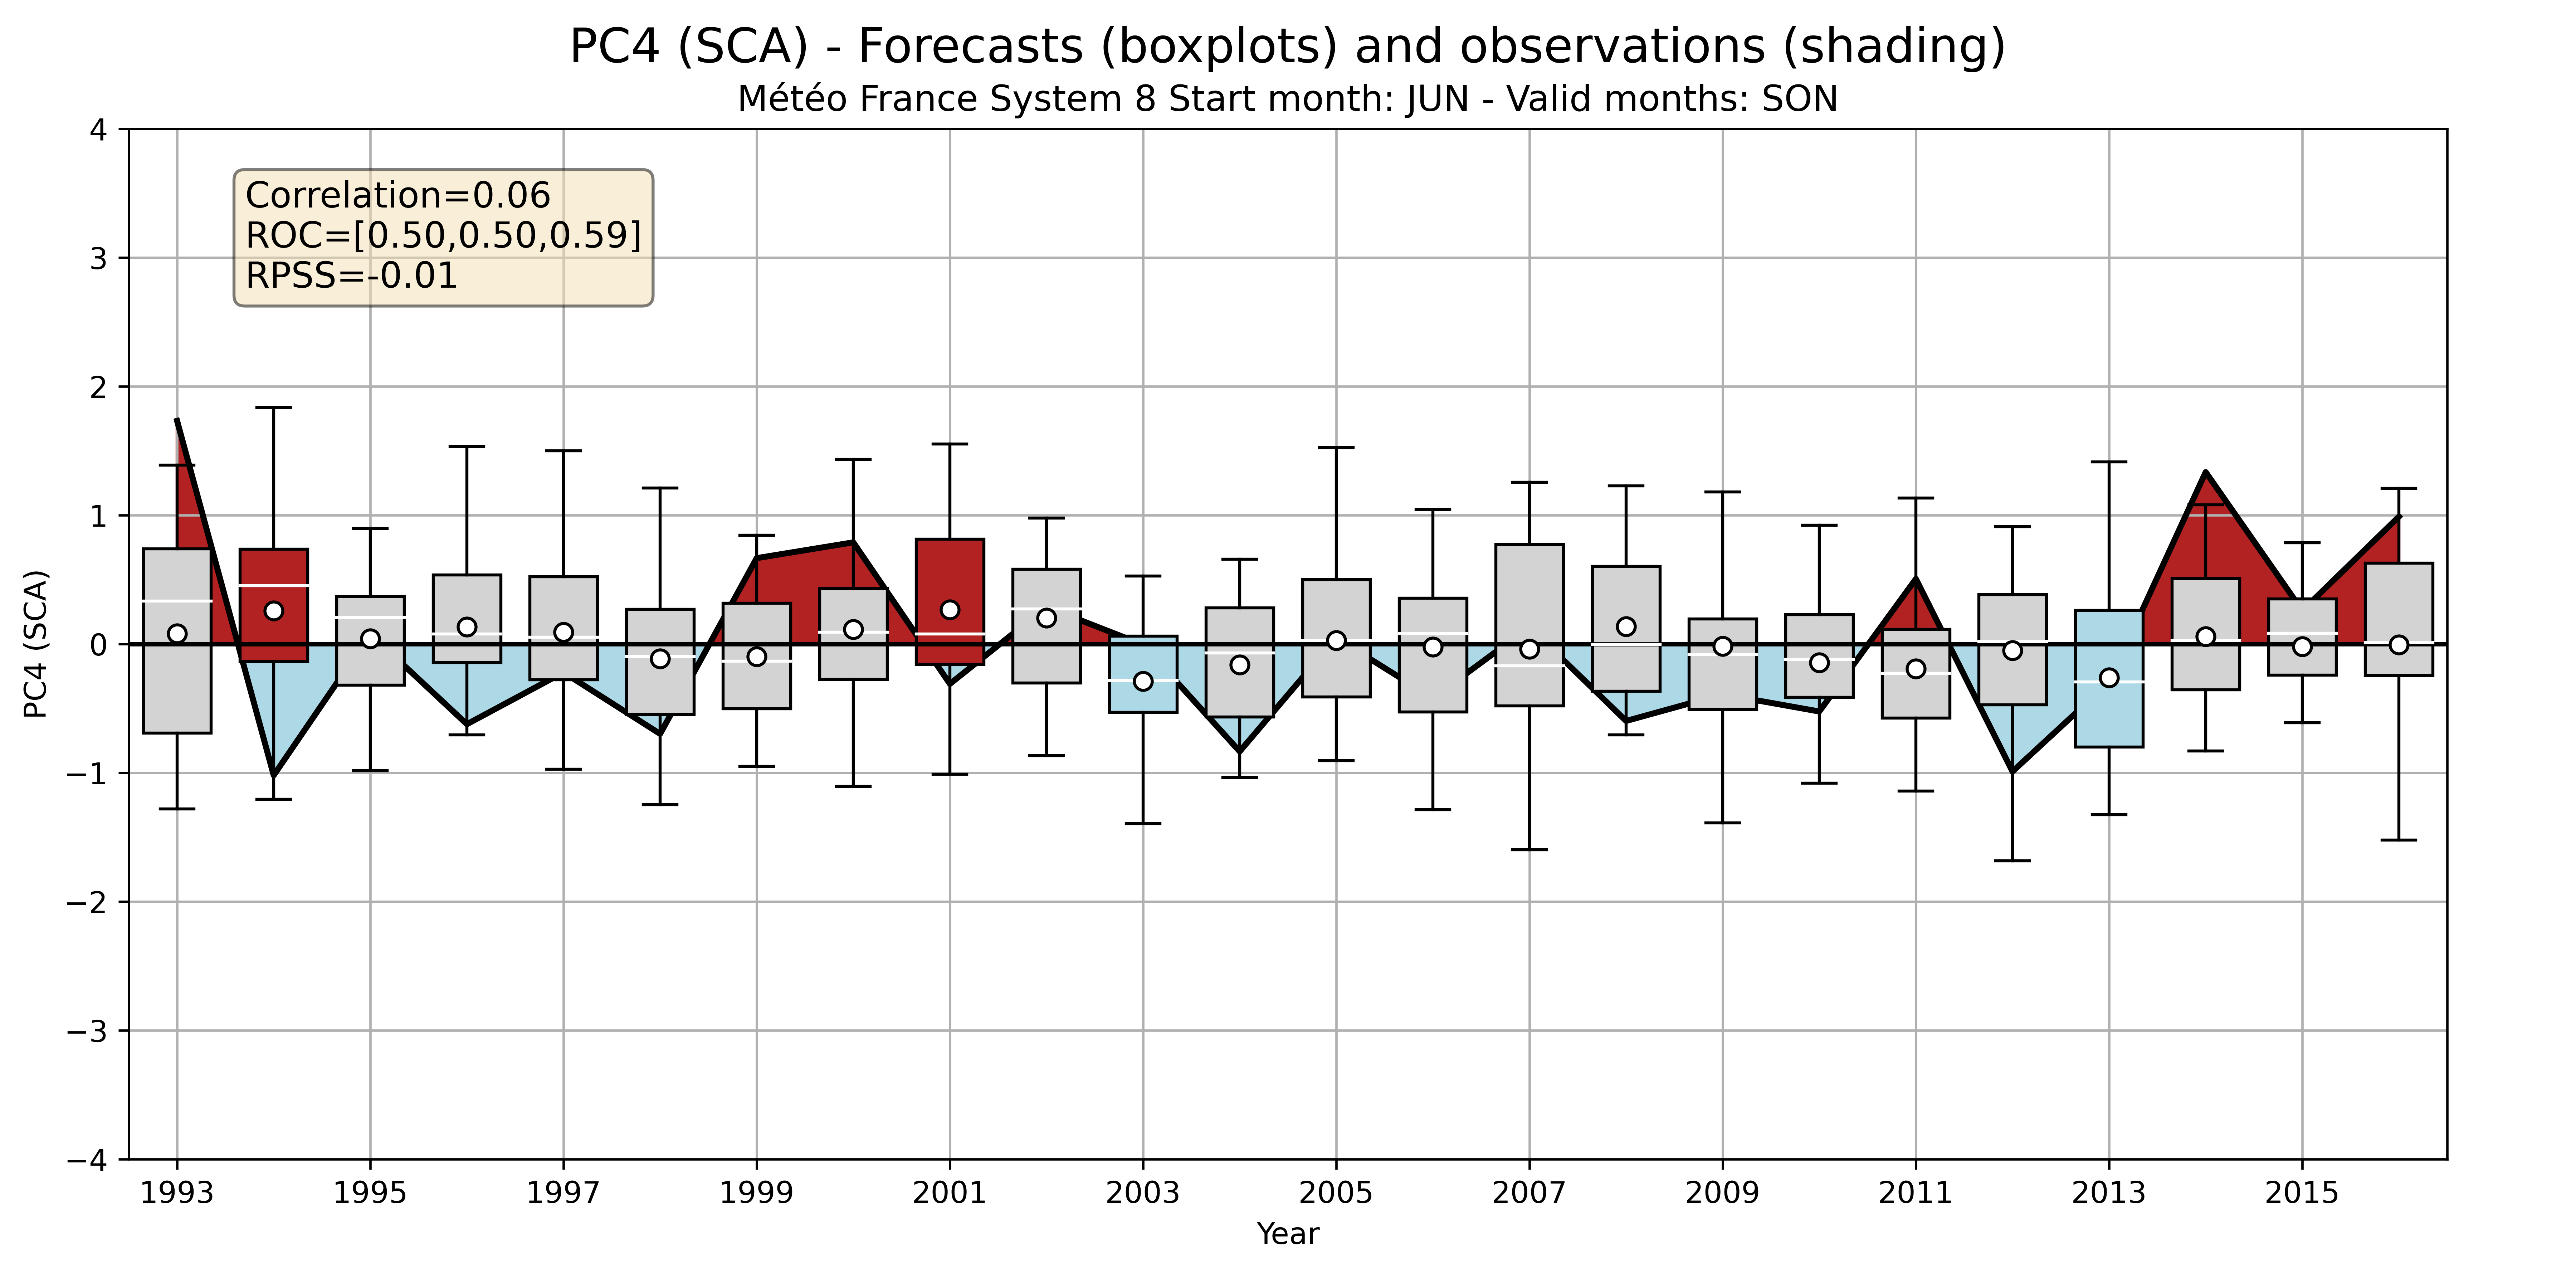 PC4 (SCA) - Forecasts (boxplots) and observations (shading)
Météo France System 8 Start month: JUN - Valid months: SON
Correlation=0.06
ROC=[0.50,0.50,0.59]
RPSS=-0.01
PC4 (SCA)
4
3
2
1
0
−1
−2
−3
−4
1993 1995 1997 1999 2001 2003 2005 2007 2009 2011 2013 2015
Year